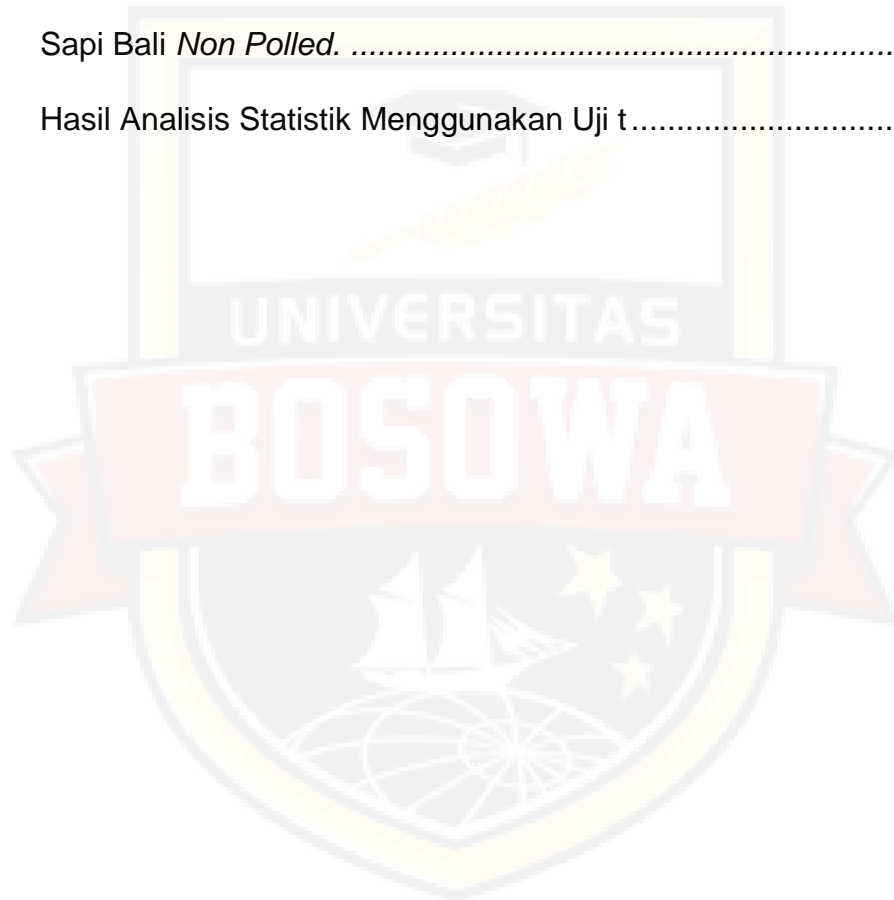 Sapi Bali Non Polled. ............................................................
Hasil Analisis Statistik Menggunakan Uji t .............................
UNIVERSITAS
BOSOWA